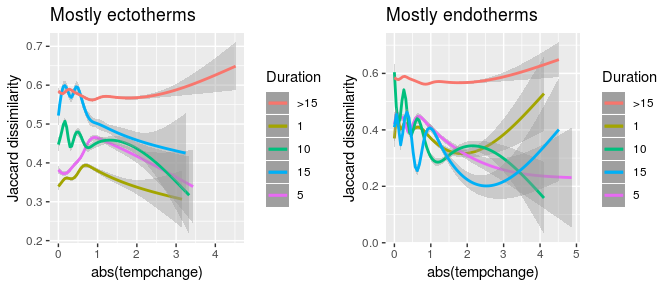 Mostly ectotherms
Jaccard dissimilarity
0.7
0.6
0.5
0.4
0.3
0.2
0 1 2 3 4
abs(tempchange)
Duration
>15
1
10
15
5
Mostly endotherms
Jaccard dissimilarity
0.6
0.4
0.2
0.0
0 1 2 3 4 5
abs(tempchange)
Duration
>15
1
10
15
5